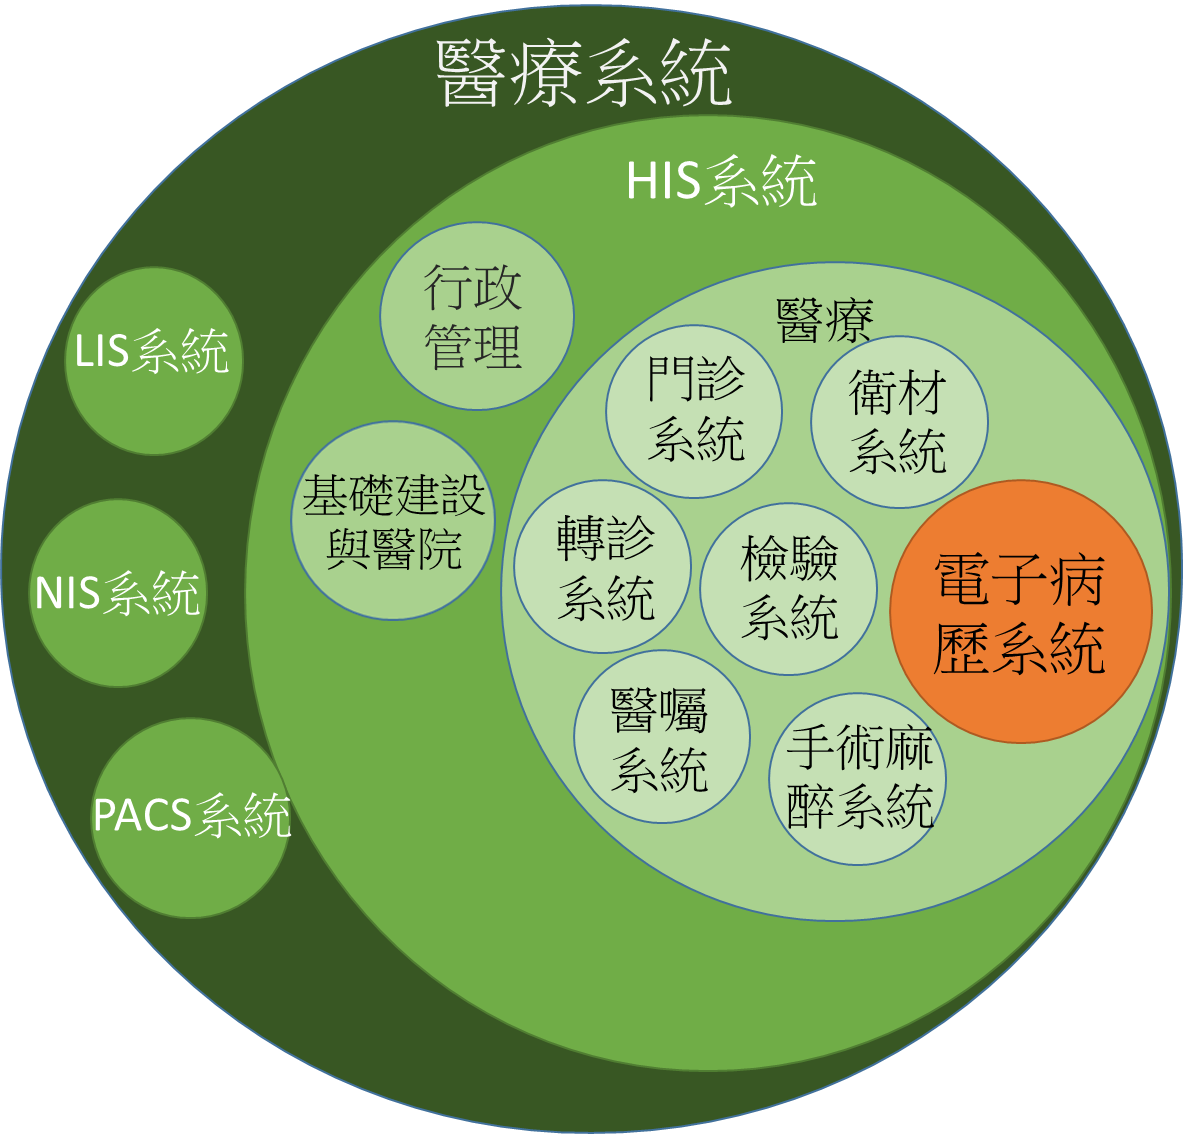 醫療系統
HIS系統
行政
管理
LIS系統
醫療
門診
系統
衛材
系統
基礎建設
與醫院
轉診
系統
檢驗
系統
電子病
歷系統
NIS系統
醫囑
系統
手術麻
醉系統
PACS系統